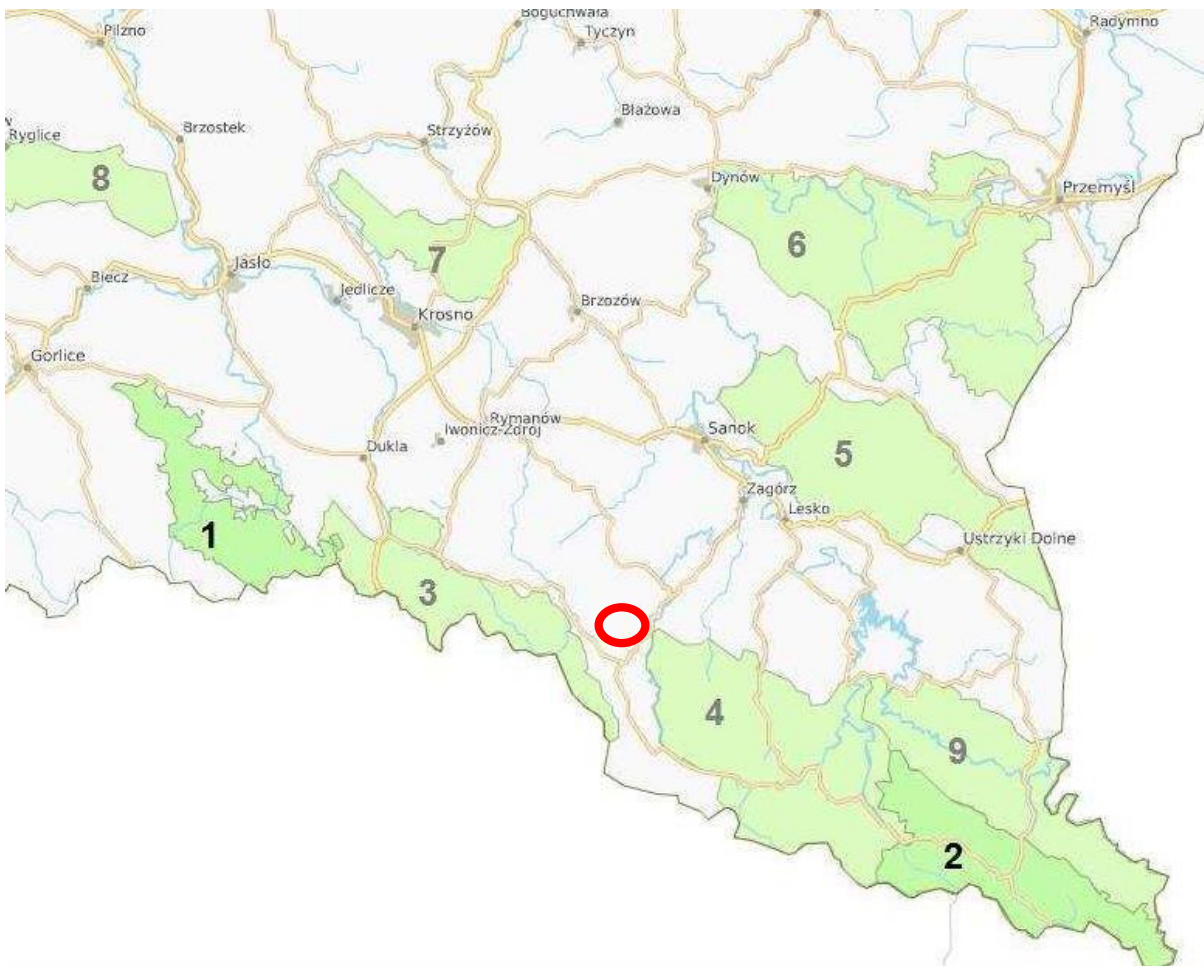 Boguchwała
Tyczyn
Pilzno
Radymno
Błażowa
Brzostek
Ryglice
Strzyżów
8
Dynów
Przemyśl
6
7
Jasło
Biecz
Jedlicze
Brzozów
Krosno
Gorlice
Rymanów
Iwonicz-Zdrój
Sanok
Dukla
5
Zagórz
Lesko
1
Ustrzyki Dolne
3
4
9
2